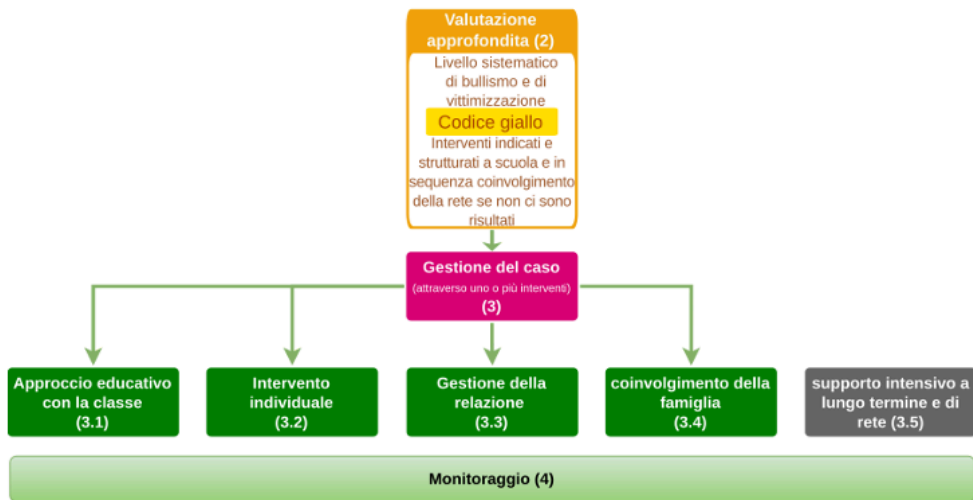 Valutazione
approfondita (2)
Livello sistematico
di bullismo e di
vittimizzazione
Codice giallo
Interventi indicati e
strutturati a scuola e in
sequenza coinvolgimento
della rete se non ci sono
risultati
Gestione del caso
(attraverso uno o più interventi)
(3)
Approccio educativo
con la classe
(3.1)
Intervento
individuale
(3.2)
Gestione della
relazione
(3.3)
coinvolgimento della
famiglia
(3.4)
supporto intensivo a
lungo termine e di
rete (3.5)
Monitoraggio (4)